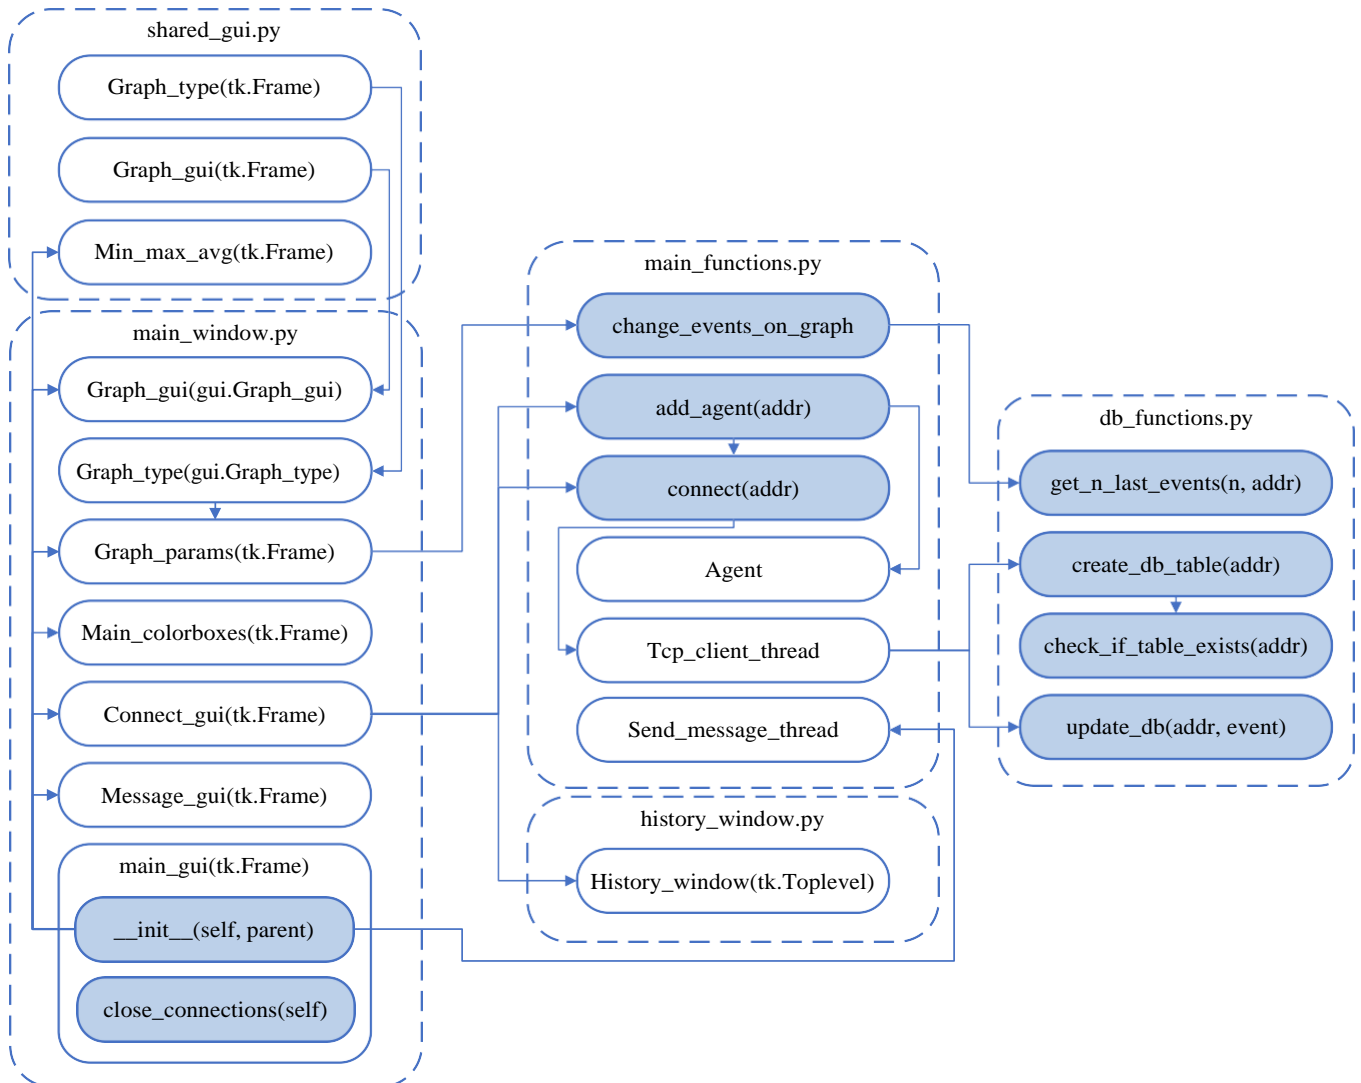 shared_gui.py
Graph_type(tk.Frame)
Graph_gui(tk.Frame)
Min_max_avg(tk.Frame)
main_window.py
Graph_gui(gui.Graph_gui)
Graph_type(gui.Graph_type)
Graph_params(tk.Frame)
Main_colorboxes(tk.Frame)
Connect_gui(tk.Frame)
Message_gui(tk.Frame)
main_gui(tk.Frame)
__init__(self, parent)
close_connections(self)
main_functions.py
change_events_on_graph
add_agent(addr)
connect(addr)
Agent
Tcp_client_thread
Send_message_thread
history_window.py
History_window(tk.Toplevel)
db_functions.py
get_n_last_events(n, addr)
create_db_table(addr)
check_if_table_exists(addr)
update_db(addr, event)